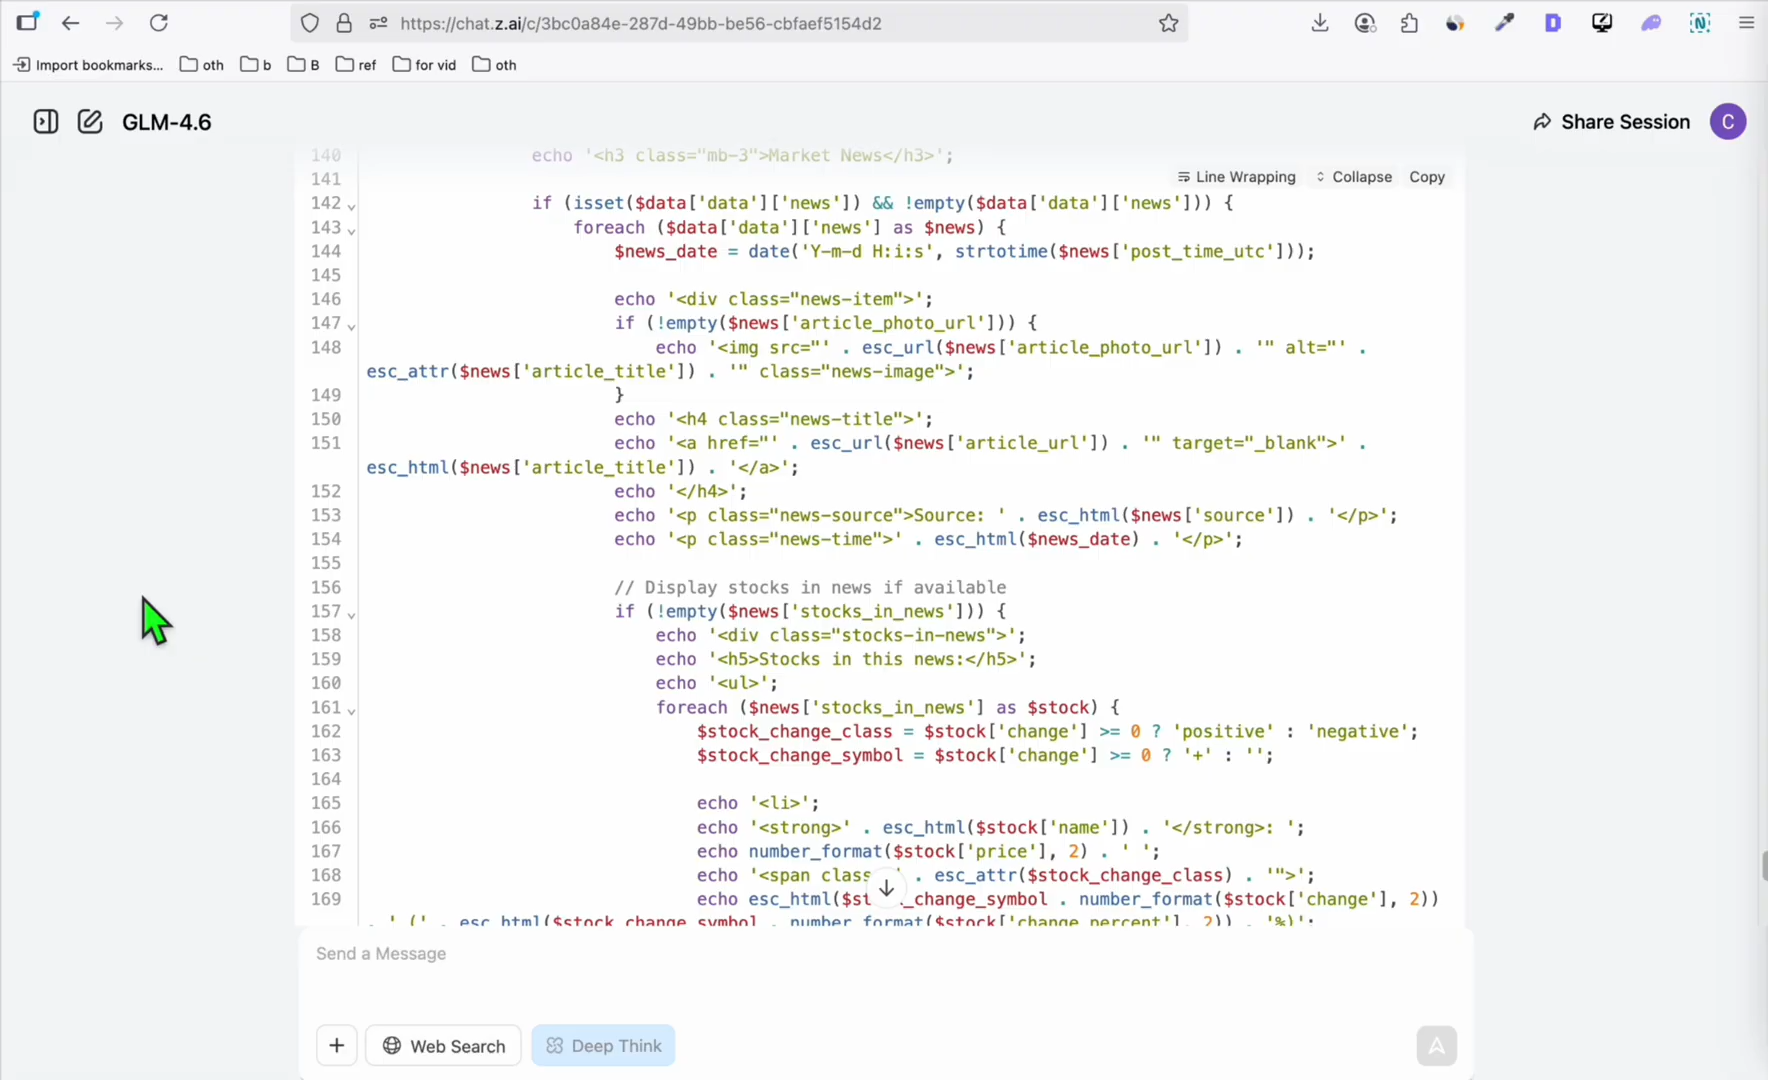 https://chat.z.ai/c/3bc0a84e-287d-49bb-be56-cbfaef5154d2
Import bookmarks... oth b B ref for vid oth
GLM-4.6 Share Session C
140 echo '<h3 class="mb-3">Market News</h3>';
Line Wrapping Collapse Copy
141
142 if (isset($data['data']['news']) && !empty($data['data']['news'])) {
143 foreach ($data['data']['news'] as $news) {
144 $news_date = date('Y-m-d H:i:s', strtotime($news['post_time_utc']));
145
146 echo '<div class="news-item">';
147 if (!empty($news['article_photo_url'])) {
148 echo '<img src="' . esc_url($news['article_photo_url']) . '" alt="' .
esc_attr($news['article_title']) . '" class="news-image">';
149 }
150 echo '<h4 class="news-title">';
151 echo '<a href="' . esc_url($news['article_url']) . '" target="_blank">' .
esc_html($news['article_title']) . '</a>';
152 echo '</h4>';
153 echo '<p class="news-source">Source: ' . esc_html($news['source']) . '</p>';
154 echo '<p class="news-time">' . esc_html($news_date) . '</p>';
155
156 // Display stocks in news if available
157 if (!empty($news['stocks_in_news'])) {
158 echo '<div class="stocks-in-news">';
159 echo '<h5>Stocks in this news:</h5>';
160 echo '<ul>';
161 foreach ($news['stocks_in_news'] as $stock) {
162 $stock_change_class = $stock['change'] >= 0 ? 'positive' : 'negative';
163 $stock_change_symbol = $stock['change'] >= 0 ? '+' : '';
164
165 echo '<li>';
166 echo '<strong>' . esc_html($stock['name']) . '</strong>: ';
167 echo number_format($stock['price'], 2) . ' ';
168 echo '<span clas . esc_attr($stock_change_class) . '">';
169 echo esc_html($st _change_symbol . number_format($stock['change'], 2))
. ' (' . esc_html($stock_change_symbol . number_format($stock['change_percent'], 2)) . '%)';
Send a Message
Web Search Deep Think